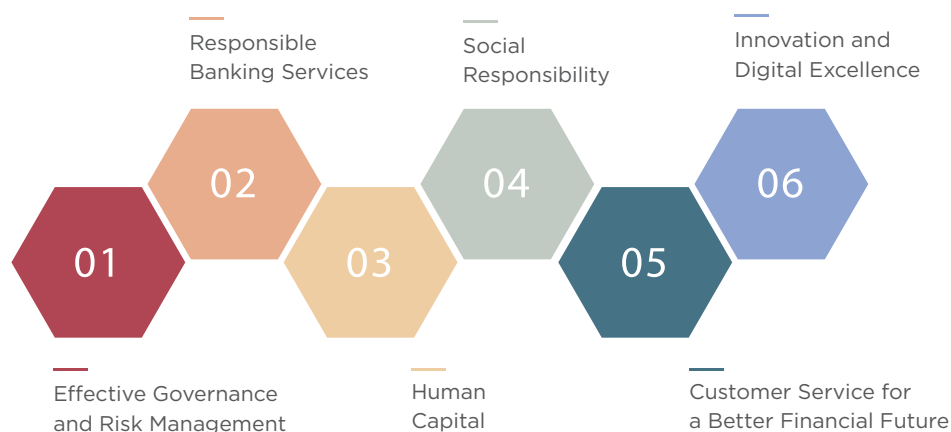 Responsible
Banking Services
Social
Responsibility
Innovation and
Digital Excellence
02
04
06
01
03
05
Effective Governance
and Risk Management
Human
Capital
Customer Service for
a Better Financial Future